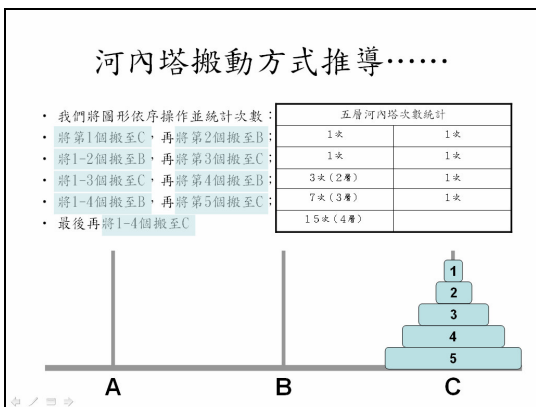 河內塔搬動方式推導……
• 我們將圖形依序操作並統計次數：
• 將第1個搬至C，再將第2個搬至B；
• 將1-2個搬至B，再將第3個搬至C；
• 將1-3個搬至C，再將第4個搬至B；
• 將1-4個搬至B，再將第5個搬至C；
• 最後再將1-4個搬至C
五層河內塔次數統計
1次 1次
1次 1次
3次(2層) 1次
7次(3層) 1次
15次(4層)
1
2
3
4
5
A B C